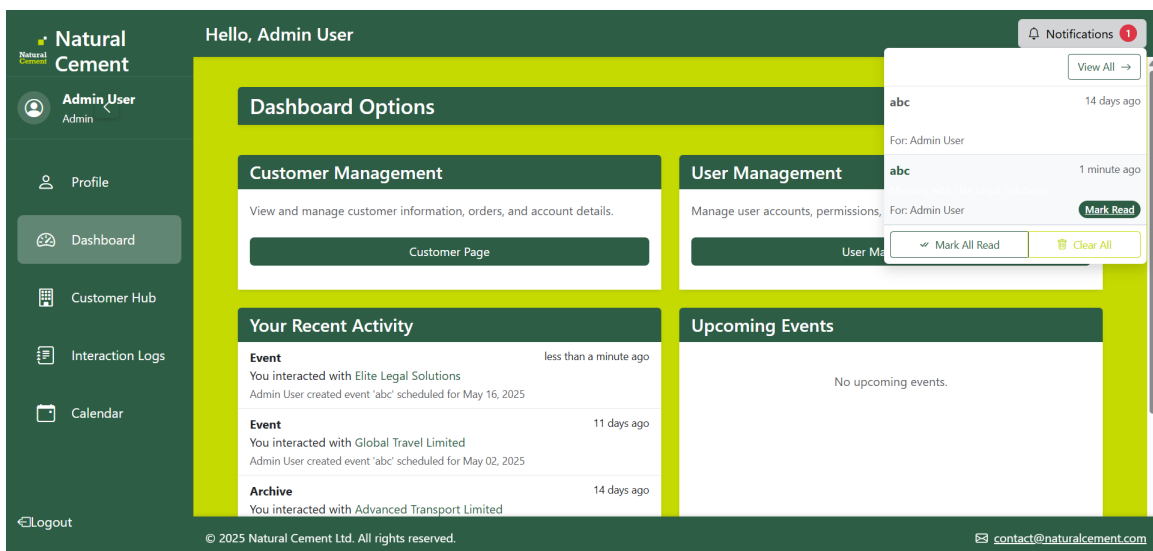 Natural
Cement
Natural Cement
Hello, Admin User
Notifications 1
Admin User
Admin
Profile
Dashboard
Customer Hub
Interaction Logs
Calendar
Logout
View All →
abc 14 days ago
For: Admin User
abc 1 minute ago
For: Admin User Mark Read
Mark All Read Clear All
Dashboard Options
Customer Management
View and manage customer information, orders, and account details.
Customer Page
User Management
Manage user accounts, permissions,
User
Your Recent Activity
Event less than a minute ago
You interacted with Elite Legal Solutions
Admin User created event 'abc' scheduled for May 16, 2025
Event 11 days ago
You interacted with Global Travel Limited
Admin User created event 'abc' scheduled for May 02, 2025
Archive 14 days ago
You interacted with Advanced Transport Limited
Upcoming Events
No upcoming events.
© 2025 Natural Cement Ltd. All rights reserved.
contact@naturalcement.com